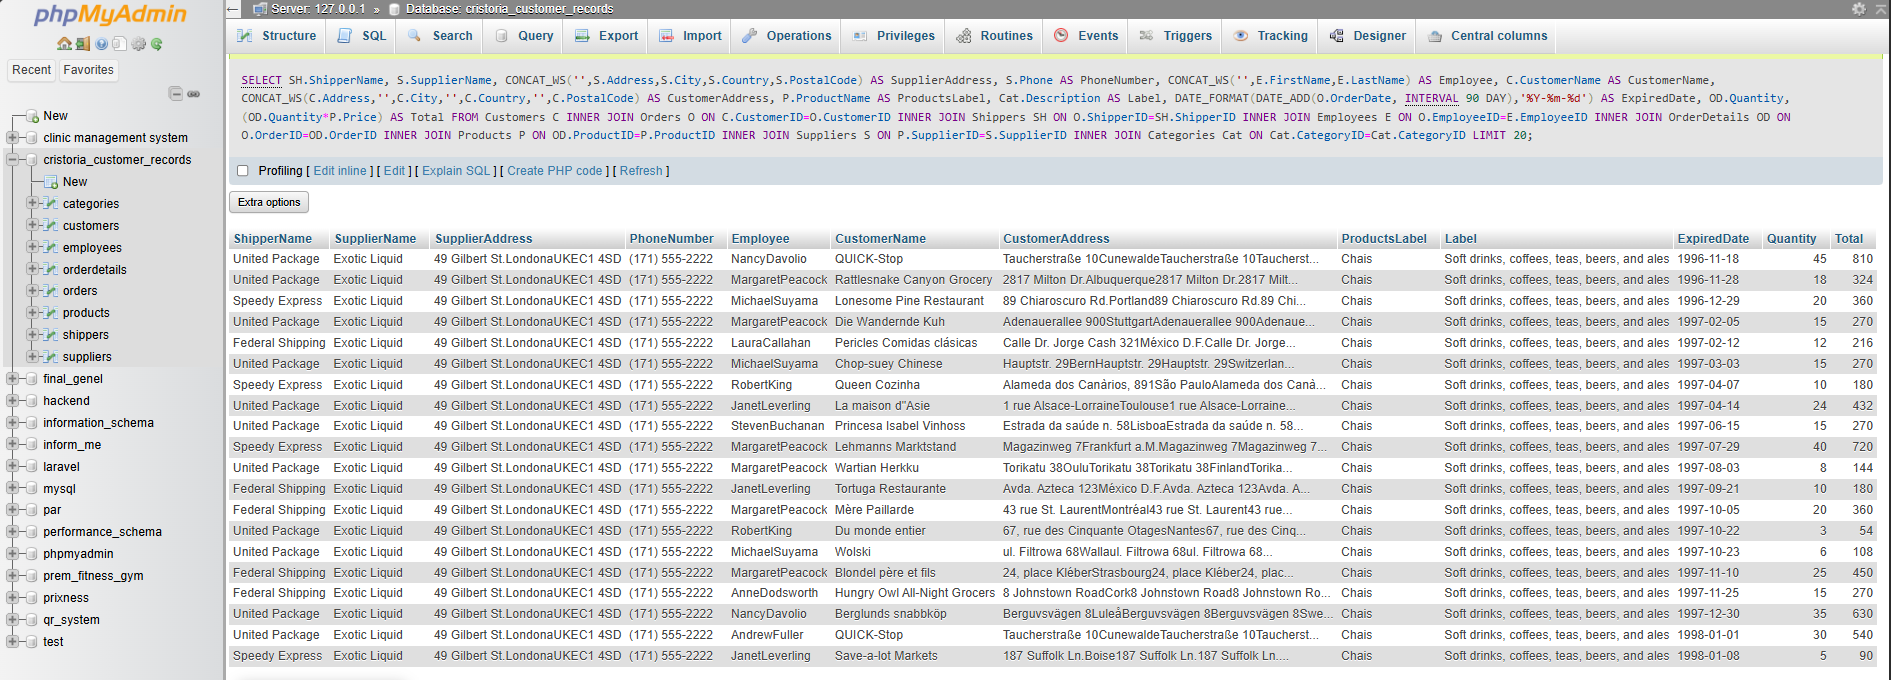 phpMyAdmin
Recent Favorites
New
clinic management system
cristoria_customer_records
New
categories
customers
employees
orderdetails
orders
products
shippers
suppliers
final_genel
hackend
information_schema
inform_me
laravel
mysql
par
performance_schema
phpmyadmin
prem_fitness_gym
prixness
qr_system
test
← Server: 127.0.0.1 » Database: cristoria_customer_records
Structure SQL Search Query Export Import Operations Privileges Routines Events Triggers Tracking Designer Central columns
SELECT SH.ShipperName, S.SupplierName, CONCAT_WS('',S.Address,S.City,S.Country,S.PostalCode) AS SupplierAddress, S.Phone AS PhoneNumber, CONCAT_WS('',E.FirstName,E.LastName) AS Employee, C.CustomerName AS CustomerName,
CONCAT_WS(C.Address,'',C.City,'',C.Country,'',C.PostalCode) AS CustomerAddress, P.ProductName AS ProductsLabel, Cat.Description AS Label, DATE_FORMAT(DATE_ADD(O.OrderDate, INTERVAL 90 DAY),'%Y-%m-%d') AS ExpiredDate, OD.Quantity,
(OD.Quantity*P.Price) AS Total FROM Customers C INNER JOIN Orders O ON C.CustomerID=O.CustomerID INNER JOIN Shippers SH ON O.ShipperID=SH.ShipperID INNER JOIN Employees E ON O.EmployeeID=E.EmployeeID INNER JOIN OrderDetails OD ON
O.OrderID=OD.OrderID INNER JOIN Products P ON OD.ProductID=P.ProductID INNER JOIN Suppliers S ON P.SupplierID=S.SupplierID INNER JOIN Categories Cat ON Cat.CategoryID=Cat.CategoryID LIMIT 20;
Profiling [ Edit inline ] [ Edit ] [ Explain SQL ] [ Create PHP code ] [ Refresh ]
Extra options
ShipperName SupplierName SupplierAddress PhoneNumber Employee CustomerName CustomerAddress ProductsLabel Label ExpiredDate Quantity Total
United Package Exotic Liquid 49 Gilbert St.LondonaUKEC1 4SD (171) 555-2222 NancyDavolio QUICK-Stop Taucherstraße 10CunewaldeTaucherstraße 10Taucherst... Chais Soft drinks, coffees, teas, beers, and ales 1996-11-18 45 810
United Package Exotic Liquid 49 Gilbert St.LondonaUKEC1 4SD (171) 555-2222 MargaretPeacock Rattlesnake Canyon Grocery 2817 Milton Dr.Albuquerque2817 Milton Dr.2817 Milt... Chais Soft drinks, coffees, teas, beers, and ales 1996-11-28 18 324
Speedy Express Exotic Liquid 49 Gilbert St.LondonaUKEC1 4SD (171) 555-2222 MichaelSuyama Lonesome Pine Restaurant 89 Chiaroscuro Rd.Portland89 Chiaroscuro Rd.89 Chi... Chais Soft drinks, coffees, teas, beers, and ales 1996-12-29 20 360
United Package Exotic Liquid 49 Gilbert St.LondonaUKEC1 4SD (171) 555-2222 MargaretPeacock Die Wandernde Kuh Adenauerallee 900StuttgartAdenauerallee 900Adenaue... Chais Soft drinks, coffees, teas, beers, and ales 1997-02-05 15 270
Federal Shipping Exotic Liquid 49 Gilbert St.LondonaUKEC1 4SD (171) 555-2222 LauraCallahan Pericles Comidas clásicas Calle Dr. Jorge Cash 321México D.F.Calle Dr. Jorge... Chais Soft drinks, coffees, teas, beers, and ales 1997-02-12 12 216
United Package Exotic Liquid 49 Gilbert St.LondonaUKEC1 4SD (171) 555-2222 MichaelSuyama Chop-suey Chinese Hauptstr. 29BernHauptstr. 29Hauptstr. 29Switzerlan... Chais Soft drinks, coffees, teas, beers, and ales 1997-03-03 15 270
Speedy Express Exotic Liquid 49 Gilbert St.LondonaUKEC1 4SD (171) 555-2222 RobertKing Queen Cozinha Alameda dos Canàrios, 891São PauloAlameda dos Canà... Chais Soft drinks, coffees, teas, beers, and ales 1997-04-07 10 180
United Package Exotic Liquid 49 Gilbert St.LondonaUKEC1 4SD (171) 555-2222 JanetLeverling La maison d"Asie 1 rue Alsace-LorraineToulouse1 rue Alsace-Lorraine... Chais Soft drinks, coffees, teas, beers, and ales 1997-04-14 24 432
United Package Exotic Liquid 49 Gilbert St.LondonaUKEC1 4SD (171) 555-2222 StevenBuchanan Princesa Isabel Vinhoss Estrada da saúde n. 58LisboaEstrada da saúde n. 58... Chais Soft drinks, coffees, teas, beers, and ales 1997-06-15 15 270
Speedy Express Exotic Liquid 49 Gilbert St.LondonaUKEC1 4SD (171) 555-2222 MargaretPeacock Lehmanns Marktstand Magazinweg 7Frankfurt a.M.Magazinweg 7Magazinweg 7... Chais Soft drinks, coffees, teas, beers, and ales 1997-07-29 40 720
United Package Exotic Liquid 49 Gilbert St.LondonaUKEC1 4SD (171) 555-2222 MargaretPeacock Wartian Herkku Torikatu 38OuluTorikatu 38Torikatu 38FinlandTorika... Chais Soft drinks, coffees, teas, beers, and ales 1997-08-03 8 144
Federal Shipping Exotic Liquid 49 Gilbert St.LondonaUKEC1 4SD (171) 555-2222 JanetLeverling Tortuga Restaurante Avda. Azteca 123México D.F.Avda. Azteca 123Avda. A... Chais Soft drinks, coffees, teas, beers, and ales 1997-09-21 10 180
Federal Shipping Exotic Liquid 49 Gilbert St.LondonaUKEC1 4SD (171) 555-2222 MargaretPeacock Mère Paillarde 43 rue St. LaurentMontréal43 rue St. Laurent43 rue... Chais Soft drinks, coffees, teas, beers, and ales 1997-10-05 20 360
United Package Exotic Liquid 49 Gilbert St.LondonaUKEC1 4SD (171) 555-2222 RobertKing Du monde entier 67, rue des Cinquante OtagesNantes67, rue des Cinq... Chais Soft drinks, coffees, teas, beers, and ales 1997-10-22 3 54
United Package Exotic Liquid 49 Gilbert St.LondonaUKEC1 4SD (171) 555-2222 MichaelSuyama Wolski ul. Filtrowa 68Wallaul. Filtrowa 68ul. Filtrowa 68... Chais Soft drinks, coffees, teas, beers, and ales 1997-10-23 6 108
Federal Shipping Exotic Liquid 49 Gilbert St.LondonaUKEC1 4SD (171) 555-2222 MargaretPeacock Blondel père et fils 24, place KléberStrasbourg24, place Kléber24, plac... Chais Soft drinks, coffees, teas, beers, and ales 1997-11-10 25 450
Federal Shipping Exotic Liquid 49 Gilbert St.LondonaUKEC1 4SD (171) 555-2222 AnneDodsworth Hungry Owl All-Night Grocers 8 Johnstown RoadCork8 Johnstown Road8 Johnstown Ro... Chais Soft drinks, coffees, teas, beers, and ales 1997-11-25 15 270
United Package Exotic Liquid 49 Gilbert St.LondonaUKEC1 4SD (171) 555-2222 NancyDavolio Berglunds snabbköp Berguvsvägen 8LuleåBerguvsvägen 8Berguvsvägen 8Swe... Chais Soft drinks, coffees, teas, beers, and ales 1997-12-30 35 630
United Package Exotic Liquid 49 Gilbert St.LondonaUKEC1 4SD (171) 555-2222 AndrewFuller QUICK-Stop Taucherstraße 10CunewaldeTaucherstraße 10Taucherst... Chais Soft drinks, coffees, teas, beers, and ales 1998-01-01 30 540
Speedy Express Exotic Liquid 49 Gilbert St.LondonaUKEC1 4SD (171) 555-2222 JanetLeverling Save-a-lot Markets 187 Suffolk Ln.Boise187 Suffolk Ln.187 Suffolk Ln.... Chais Soft drinks, coffees, teas, beers, and ales 1998-01-08 5 90